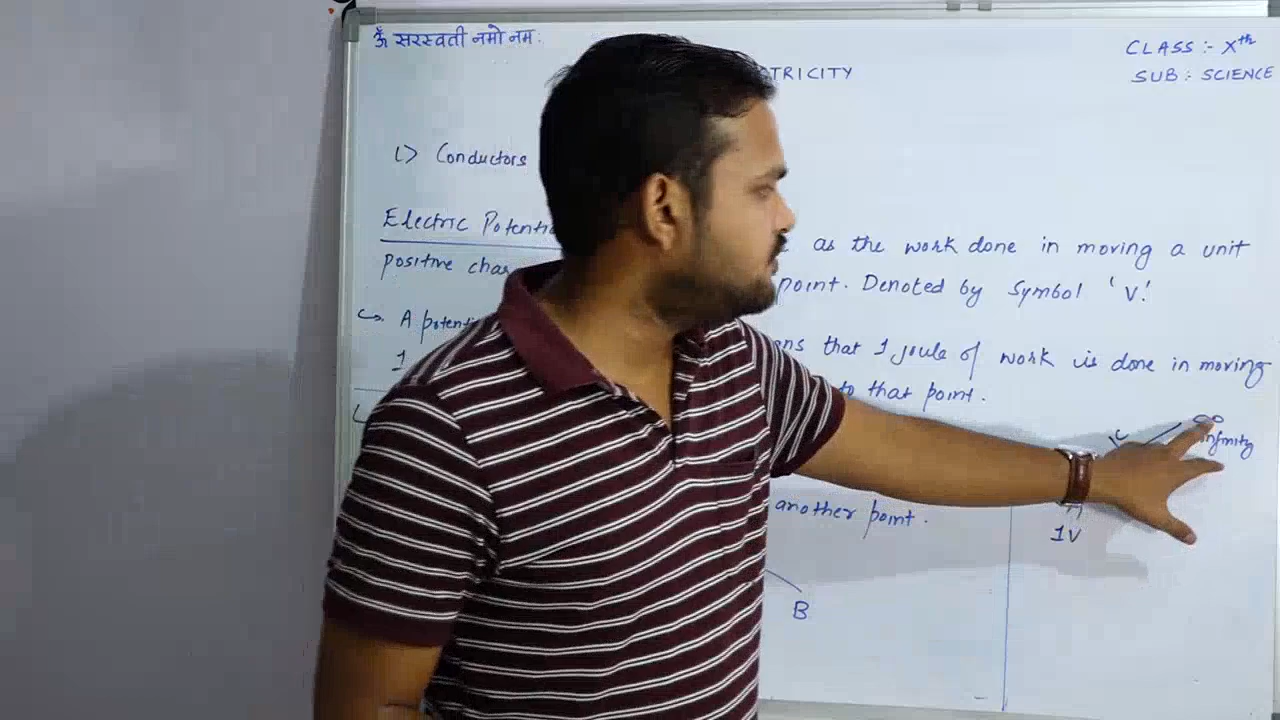 ॐ सरस्वती नमो नमः
TRICITY
CLASS :- Xth
SUB : SCIENCE
1) Conductors
Electric Potenti
as the work done in moving a unit
positive char
point. Denoted by Symbol 'V'.
A potenti
ns that 1 joule of work is done in moving
1
to that point.
∞
infinity
another point.
1V
B